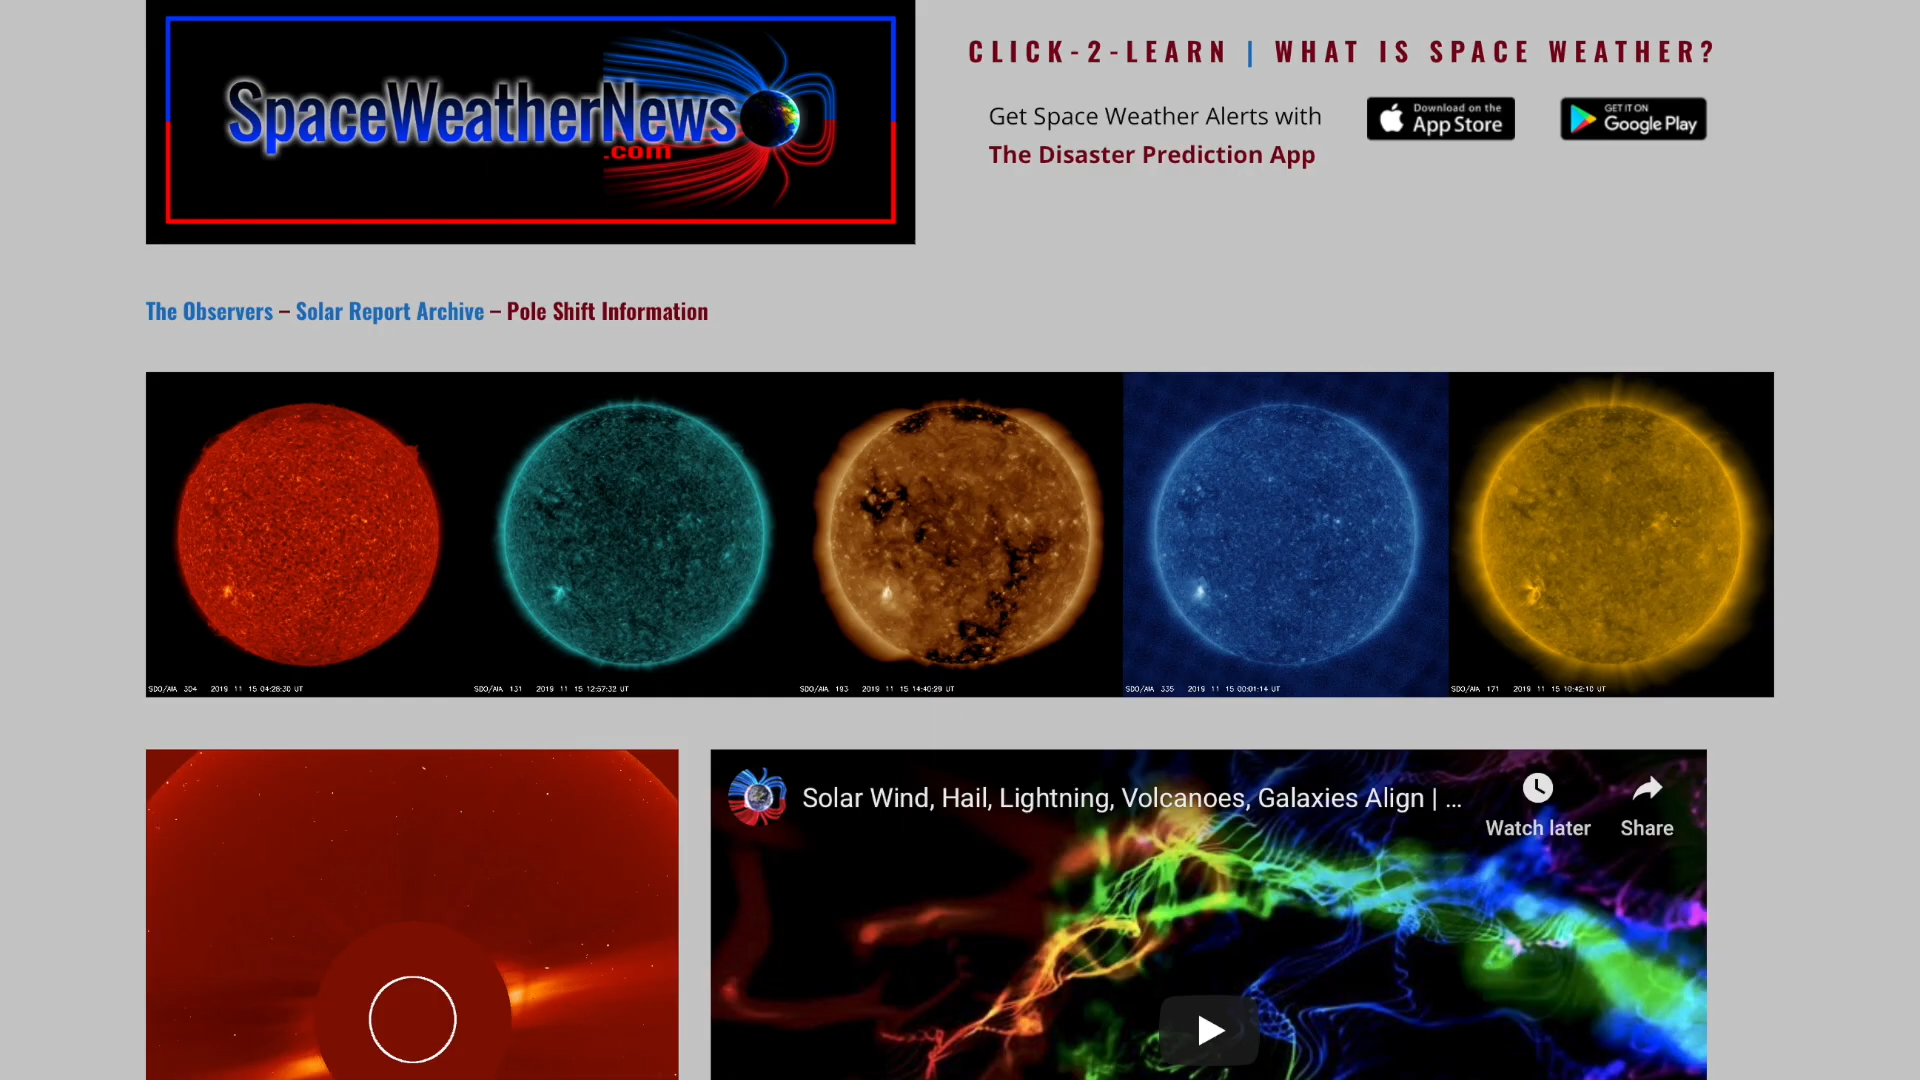 SpaceWeatherNews
.com
CLICK-2-LEARN | WHAT IS SPACE WEATHER?
Get Space Weather Alerts with
The Disaster Prediction App
Download on the
App Store
GET IT ON
Google Play
The Observers – Solar Report Archive – Pole Shift Information
SDO/AIA 304 2019 11 15 04:28:30 UT
SDO/AIA 131 2019 11 15 12:57:32 UT
SDO/AIA 193 2019 11 15 14:40:29 UT
SDO/AIA 335 2019 11 15 00:01:14 UT
SDO/AIA 171 2019 11 15 10:42:10 UT
Solar Wind, Hail, Lightning, Volcanoes, Galaxies Align | ...
Watch later
Share